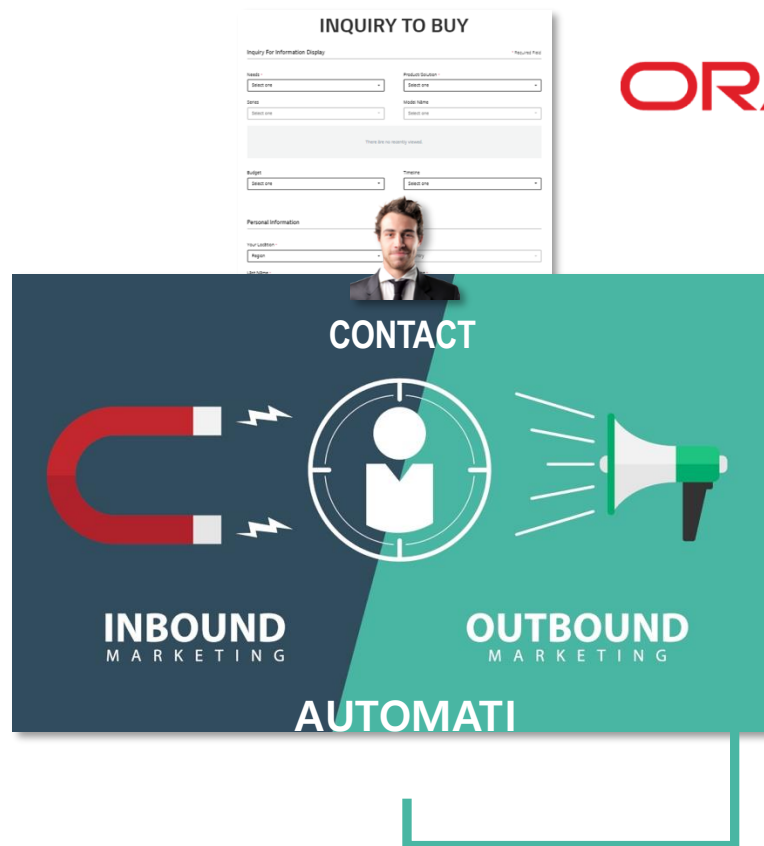 INQUIRY TO BUY
Inquiry For Information Display
* Required Field
Needs *
Product Solution *
Select one
Select one
Series
Model Name
Select one
Select one
There are no recently viewed.
Budget
Timeline
Select one
Select one
Personal Information
Your Location *
Region
ORA
CONTACT
INBOUND
MARKETING
OUTBOUND
MARKETING
AUTOMATI